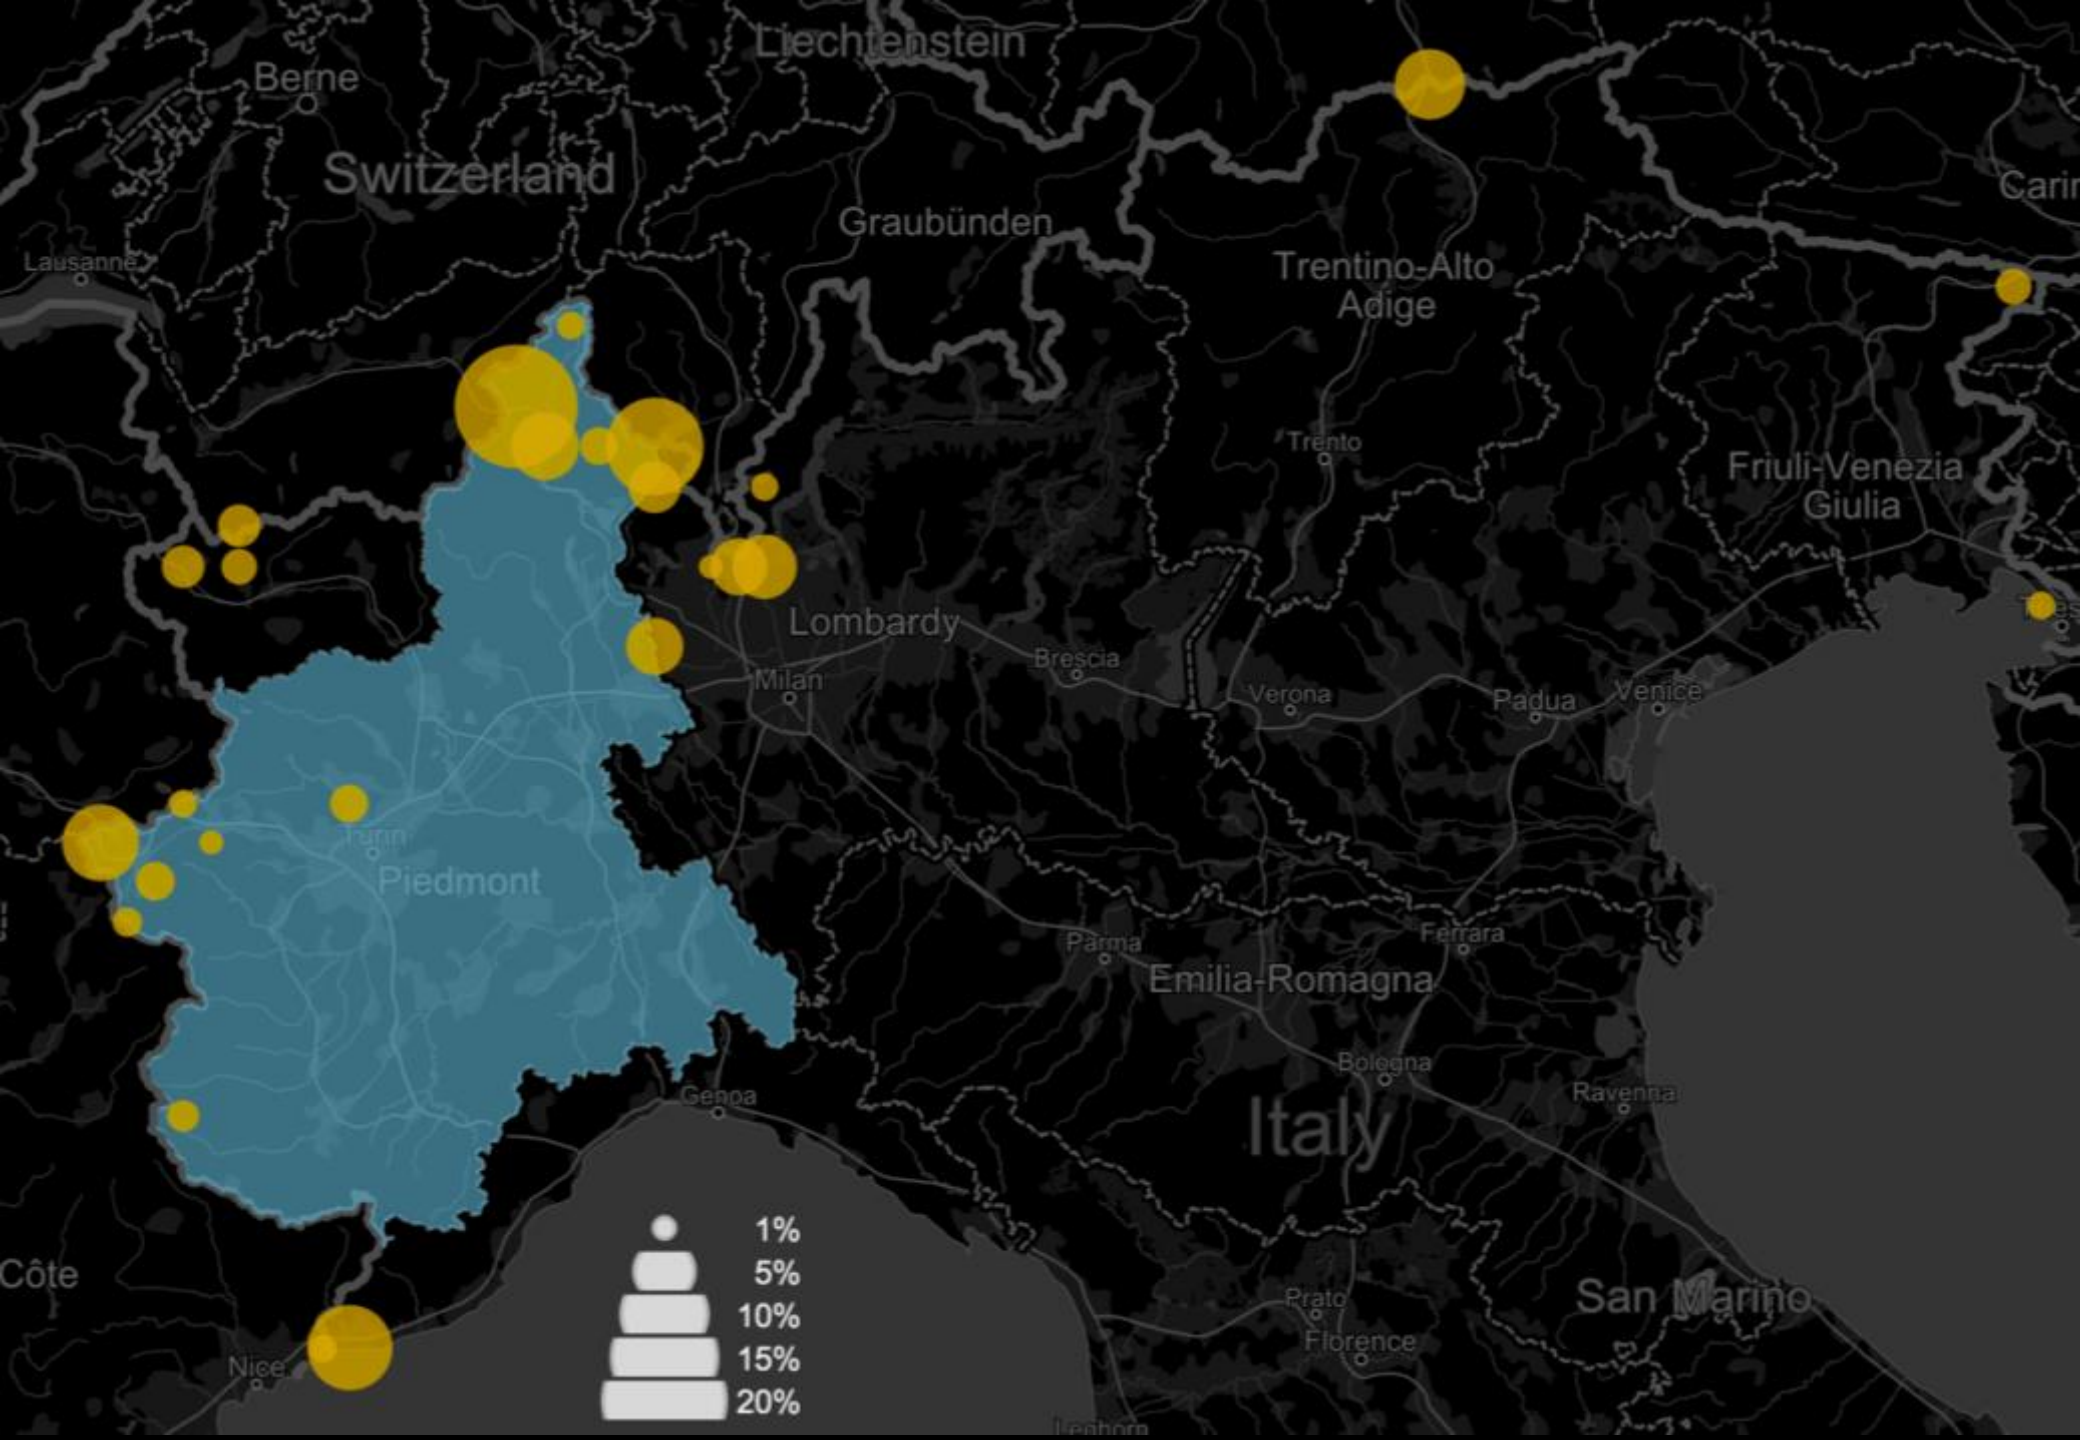 Liechtenstein
Berne
Switzerland
Graubünden
Carin
Lausanne
Trentino-Alto
Adige
Trento
Friuli-Venezia
Giulia
Lombardy
Brescia
Milan
Verona
Padua
Venice
Turin
Piedmont
Parma
Ferrara
Emilia-Romagna
Bologna
Ravenna
Genoa
Italy
1%
5%
10%
15%
20%
Côte
Nice
San Marino
Prato
Florence
Leghorn